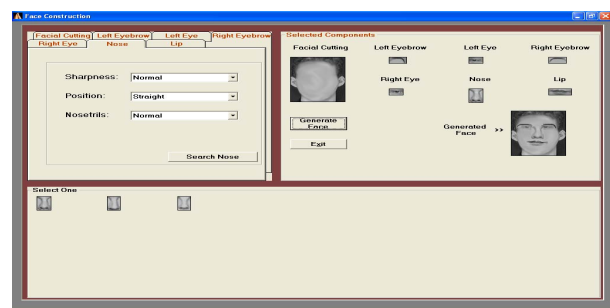 Face Construction
Facial Cutting Left Eyebrow Left Eye Right Eyebrow
Right Eye Nose Lip
Sharpness: Normal
Position: Straight
Nosetrils: Normal
Search Nose
Selected Components
Facial Cutting Left Eyebrow Left Eye Right Eyebrow
Right Eye Nose Lip
Generate
Face
Generated >>
Face
Exit
Select One